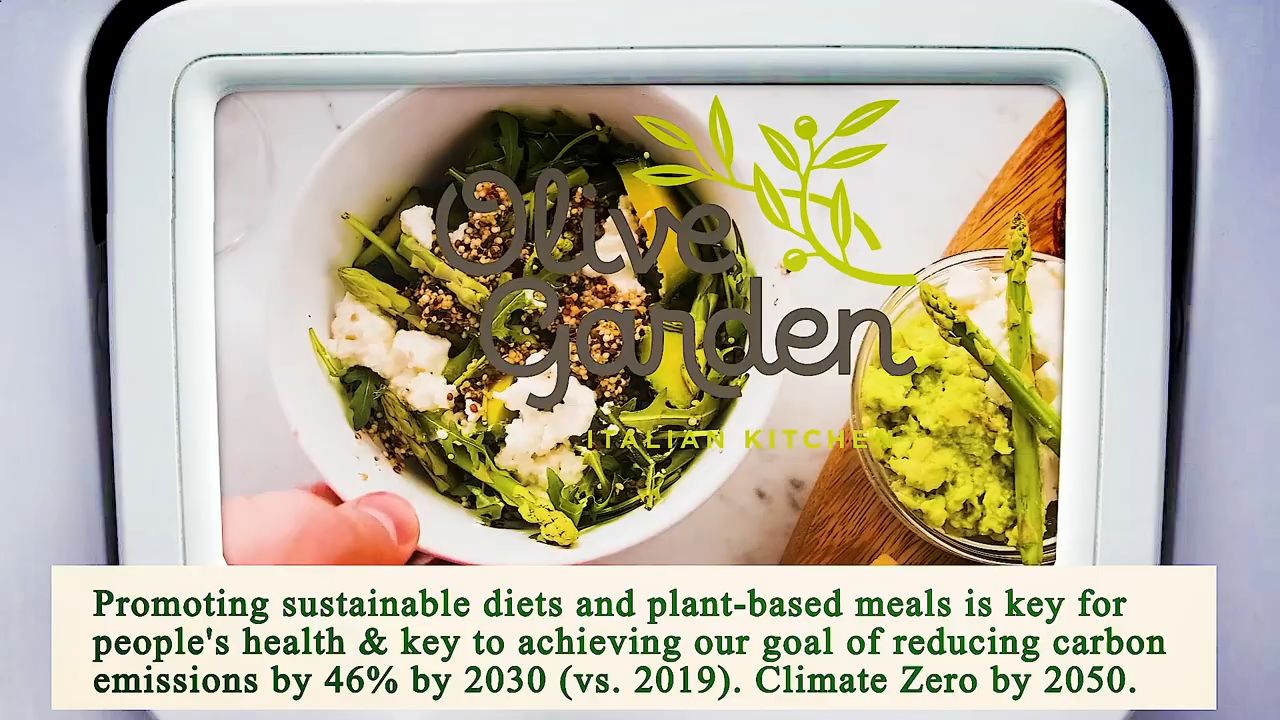 Olive
Garden
ITALIAN KITCHEN
Promoting sustainable diets and plant-based meals is key for
people's health & key to achieving our goal of reducing carbon
emissions by 46% by 2030 (vs. 2019). Climate Zero by 2050.